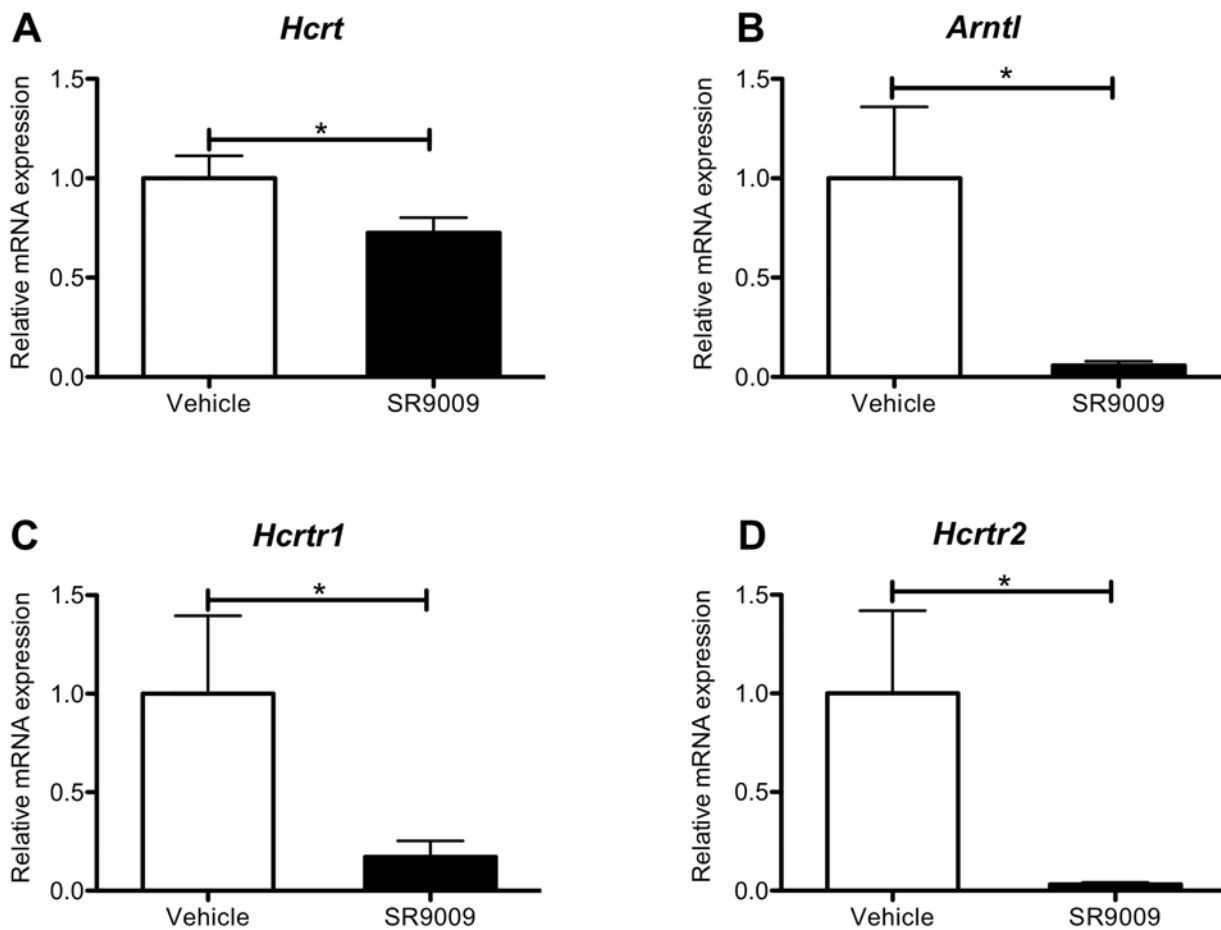 A
Hcrt
Relative mRNA expression
1.5
1.0
0.5
0.0
*
Vehicle
SR9009
B
Arntl
Relative mRNA expression
1.5
1.0
0.5
0.0
*
Vehicle
SR9009
C
Hcrtr1
Relative mRNA expression
1.5
1.0
0.5
0.0
*
Vehicle
SR9009
D
Hcrtr2
Relative mRNA expression
1.5
1.0
0.5
0.0
*
Vehicle
SR9009